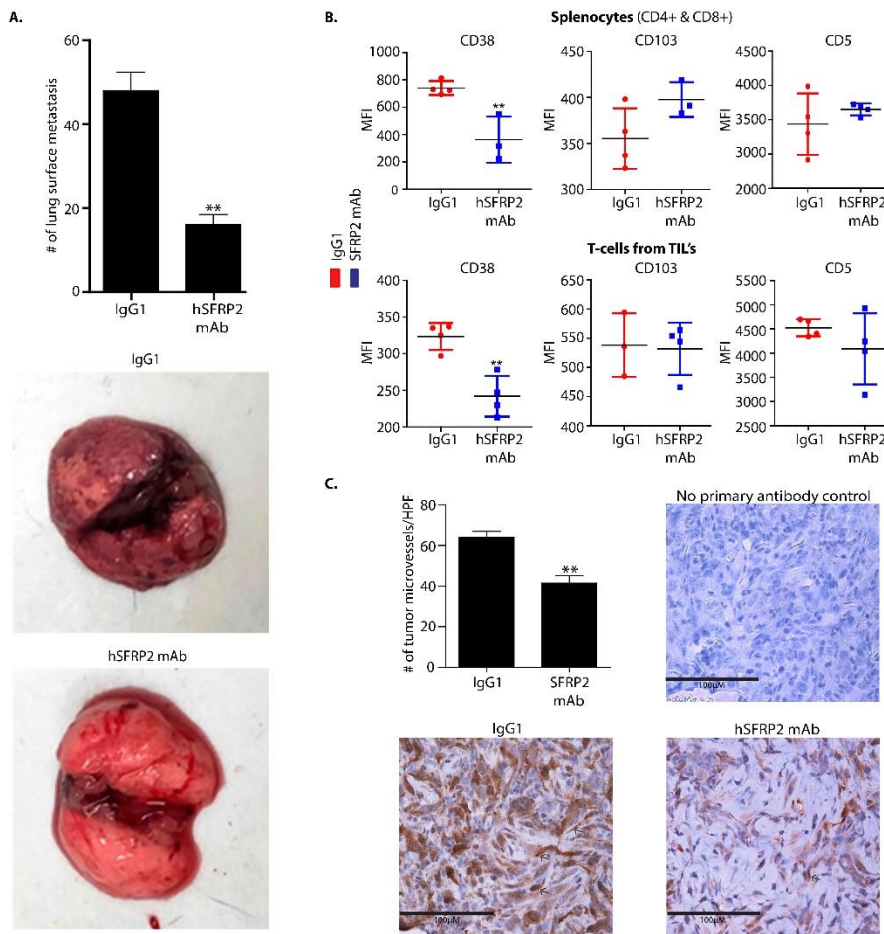 A.
# of lung surface metastasis
60
40
20
0
**
IgG1
hSFRP2
mAb
IgG1
hSFRP2 mAb
B.
Splenocytes (CD4+ & CD8+)
CD38
MFI
1000
800
600
400
200
0
**
IgG1
hSFRP2
mAb
CD103
MFI
450
400
350
300
IgG1
hSFRP2
mAb
CD5
MFI
4500
4000
3500
3000
2500
2000
IgG1
hSFRP2
mAb
IgG1
SFRP2 mAb
T-cells from TIL's
CD38
MFI
350
300
250
200
**
IgG1
hSFRP2
mAb
CD103
MFI
650
600
550
500
450
400
IgG1
hSFRP2
mAb
CD5
MFI
5500
5000
4500
4000
3500
3000
2500
IgG1
hSFRP2
mAb
C.
# of tumor microvessels/HPF
80
60
40
20
0
**
IgG1
SFRP2
mAb
No primary antibody control
100µM
IgG1
100µM
hSFRP2 mAb
100µM